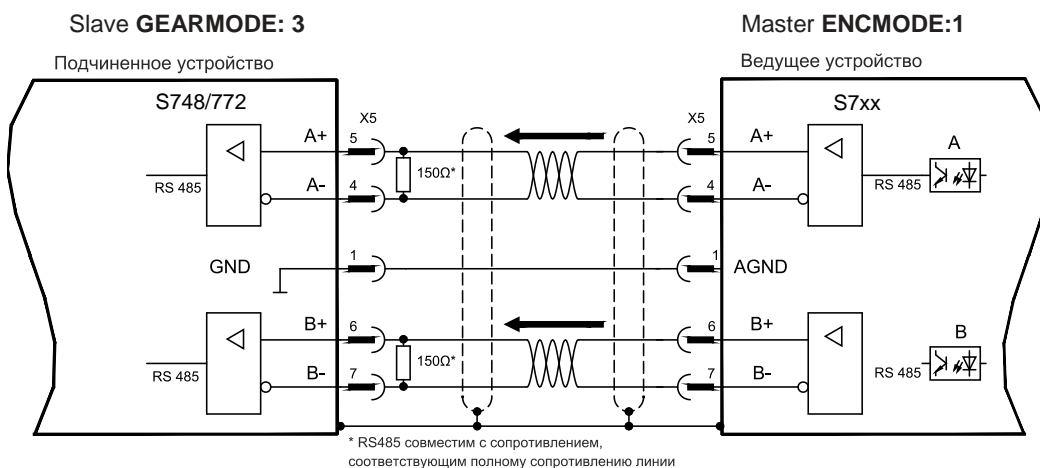 Slave GEARMODE: 3
Master ENCMODE:1
Подчиненное устройство
Ведущее устройство
S748/772
X5
X5
S7xx
A+
5
5
A+
A
150Ω*
RS 485
RS 485
A-
4
4
A-
GND
1
1
AGND
B+
6
6
B+
B
150Ω*
RS 485
RS 485
B-
7
7
B-
* RS485 совместим с сопротивлением,
соответствующим полному сопротивлению линии